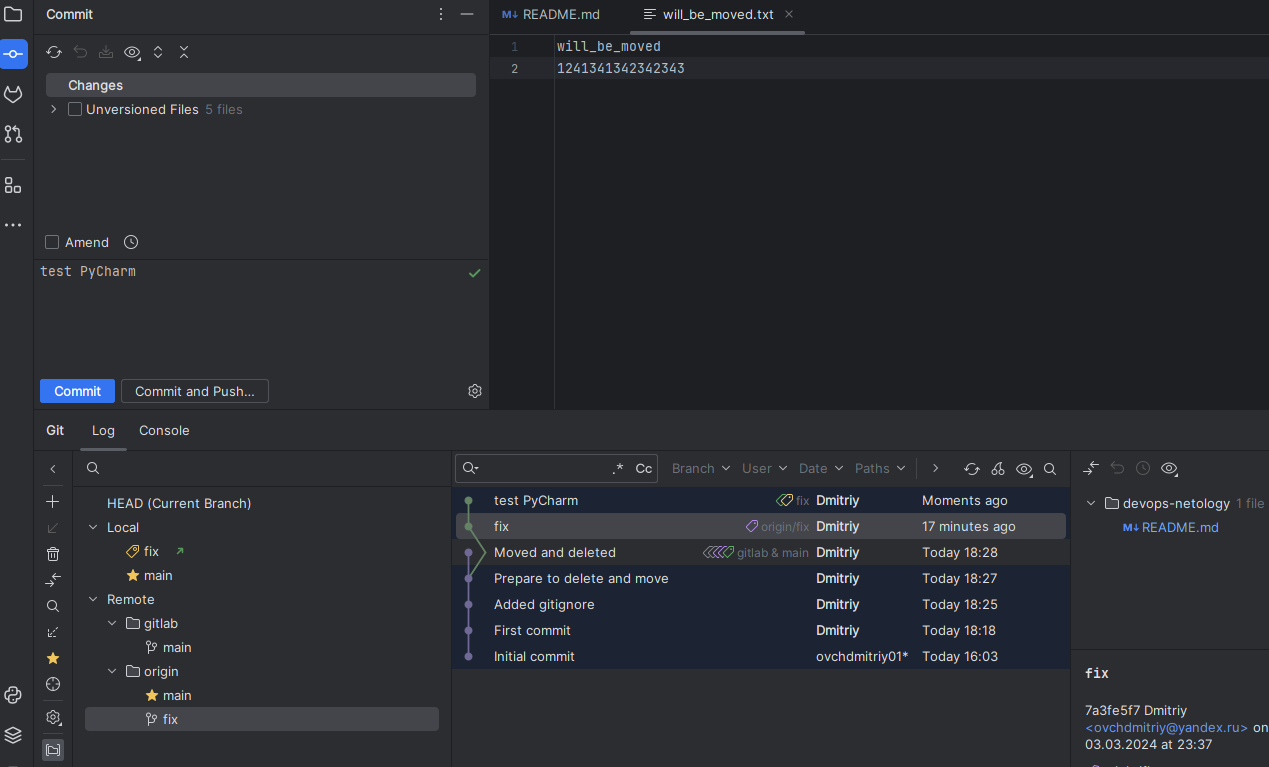 Commit
README.md
will_be_moved.txt
Changes
Unversioned Files 5 files
1 will_be_moved
2 1241341342342343
Amend
test PyCharm
Commit
Commit and Push...
Git
Log
Console
.*
Cc
Branch
User
Date
Paths
HEAD (Current Branch)
Local
fix
main
Remote
gitlab
main
origin
main
fix
test PyCharm fix Dmitriy Moments ago
fix origin/fix Dmitriy 17 minutes ago
Moved and deleted gitlab & main Dmitriy Today 18:28
Prepare to delete and move Dmitriy Today 18:27
Added gitignore Dmitriy Today 18:25
First commit Dmitriy Today 18:18
Initial commit ovchdmitriy01* Today 16:03
devops-netology 1 file
README.md
fix
7a3fe5f7 Dmitriy
<ovchdmitriy@yandex.ru> on
03.03.2024 at 23:37